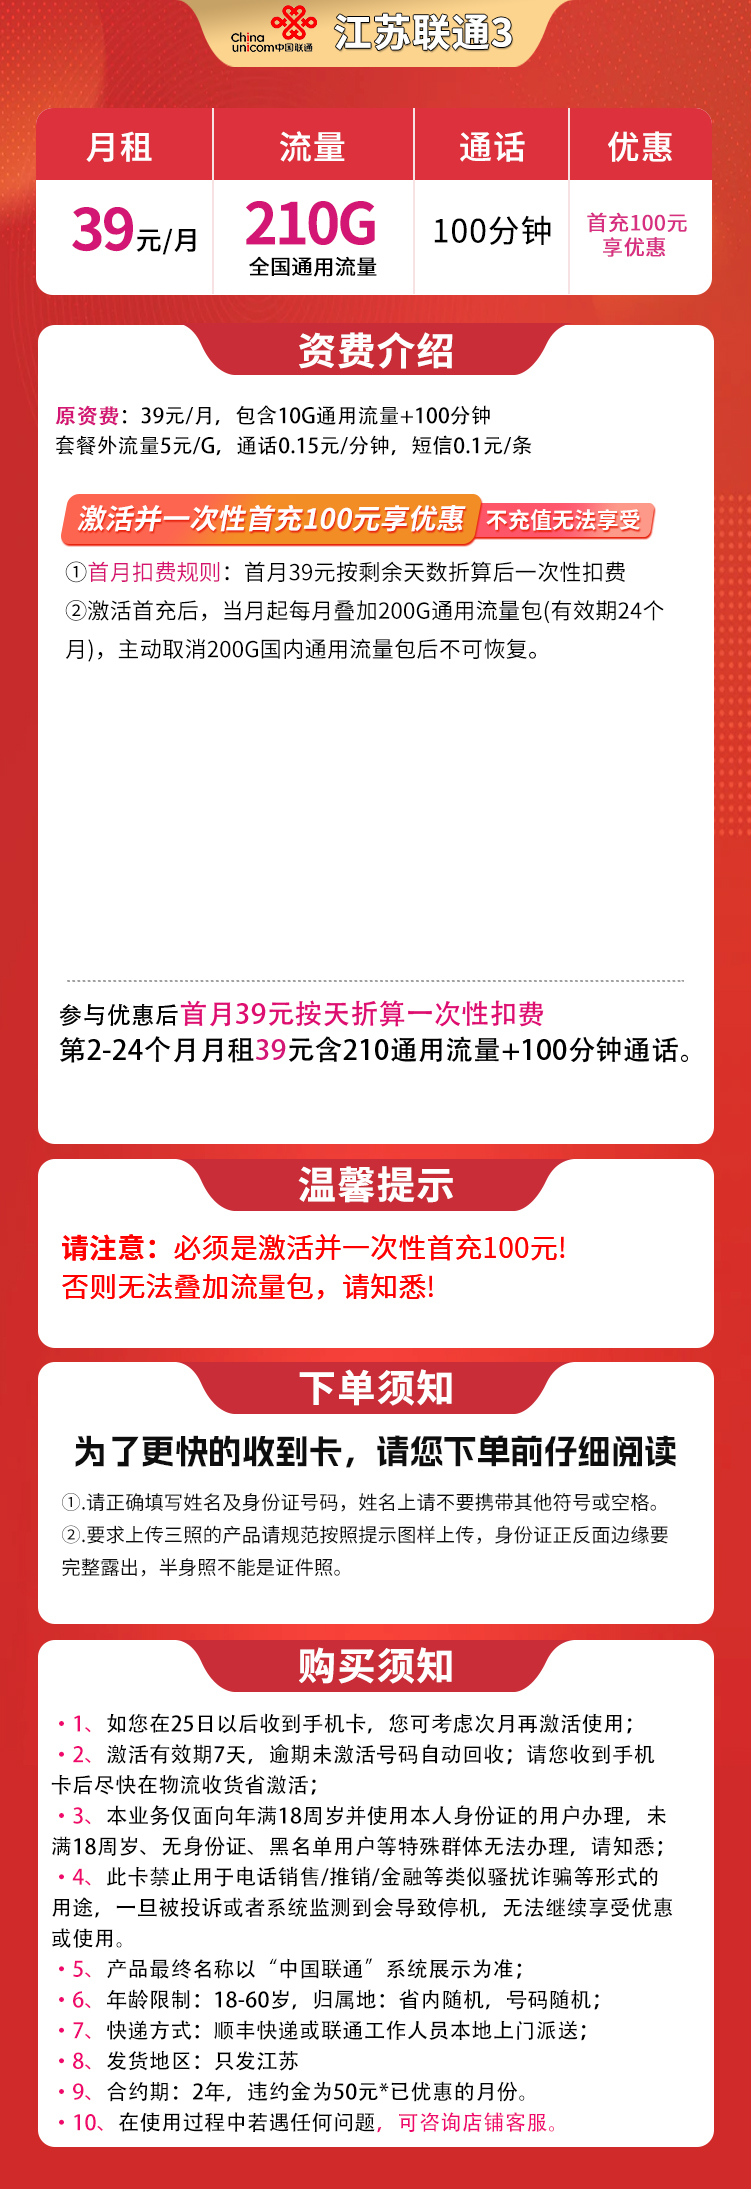 China
unicom中国联通
江苏联通3
月租
流量
通话
优惠
39元/月
210G
全国通用流量
100分钟
首充100元
享优惠
资费介绍
原资费：39元/月，包含10G通用流量+100分钟
套餐外流量5元/G，通话0.15元/分钟，短信0.1元/条
激活并一次性首充100元享优惠 不充值无法享受
①首月扣费规则：首月39元按剩余天数折算后一次性扣费
②激活首充后，当月起每月叠加200G通用流量包(有效期24个
月)，主动取消200G国内通用流量包后不可恢复。
参与优惠后首月39元按天折算一次性扣费
第2-24个月月租39元含210通用流量+100分钟通话。
温馨提示
请注意：必须是激活并一次性首充100元!
否则无法叠加流量包，请知悉!
下单须知
为了更快的收到卡，请您下单前仔细阅读
①.请正确填写姓名及身份证号码，姓名上请不要携带其他符号或空格。
②.要求上传三照的产品请规范按照提示图样上传，身份证正反面边缘要
完整露出，半身照不能是证件照。
购买须知
·1、如您在25日以后收到手机卡，您可考虑次月再激活使用；
·2、激活有效期7天，逾期未激活号码自动回收；请您收到手机
卡后尽快在物流收货省激活；
·3、本业务仅面向年满18周岁并使用本人身份证的用户办理，未
满18周岁、无身份证、黑名单用户等特殊群体无法办理，请知悉；
·4、此卡禁止用于电话销售/推销/金融等类似骚扰诈骗等形式的
用途，一旦被投诉或者系统监测到会导致停机，无法继续享受优惠
或使用。
·5、产品最终名称以“中国联通”系统展示为准；
·6、年龄限制：18-60岁，归属地：省内随机，号码随机；
·7、快递方式：顺丰快递或联通工作人员本地上门派送；
·8、发货地区：只发江苏
·9、合约期：2年，违约金为50元*已优惠的月份。
·10、在使用过程中若遇任何问题，可咨询店铺客服。